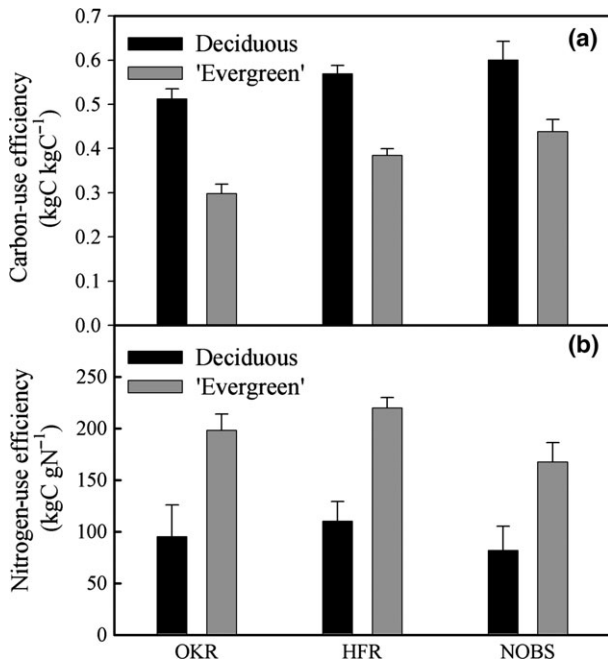 (a)
Deciduous
'Evergreen'
Carbon-use efficiency
(kgC kgC⁻¹)
0.7
0.6
0.5
0.4
0.3
0.2
0.1
0.0
(b)
Deciduous
'Evergreen'
Nitrogen-use efficiency
(kgC gN⁻¹)
250
200
150
100
50
0
OKR HFR NOBS